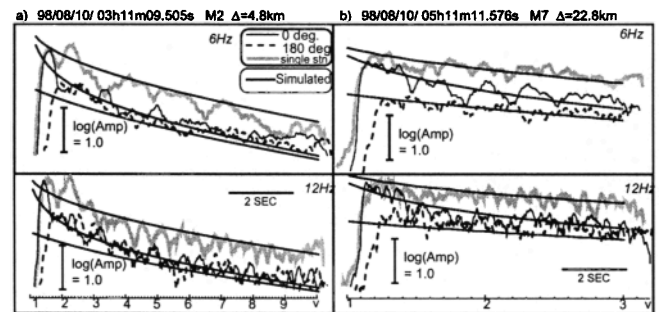 a) 98/08/10/ 03h11m09.505s M2 Δ=4.8km
b) 98/08/10/ 05h11m11.576s M7 Δ=22.8km
6Hz
0 deg.
180 deg
single stn
Simulated
log(Amp)
= 1.0
6Hz
log(Amp)
= 1.0
12Hz
2 SEC
log(Amp)
= 1.0
12Hz
log(Amp)
= 1.0
2 SEC
1 2 3 4 5 6 7 8 9 v
1 2 3 v